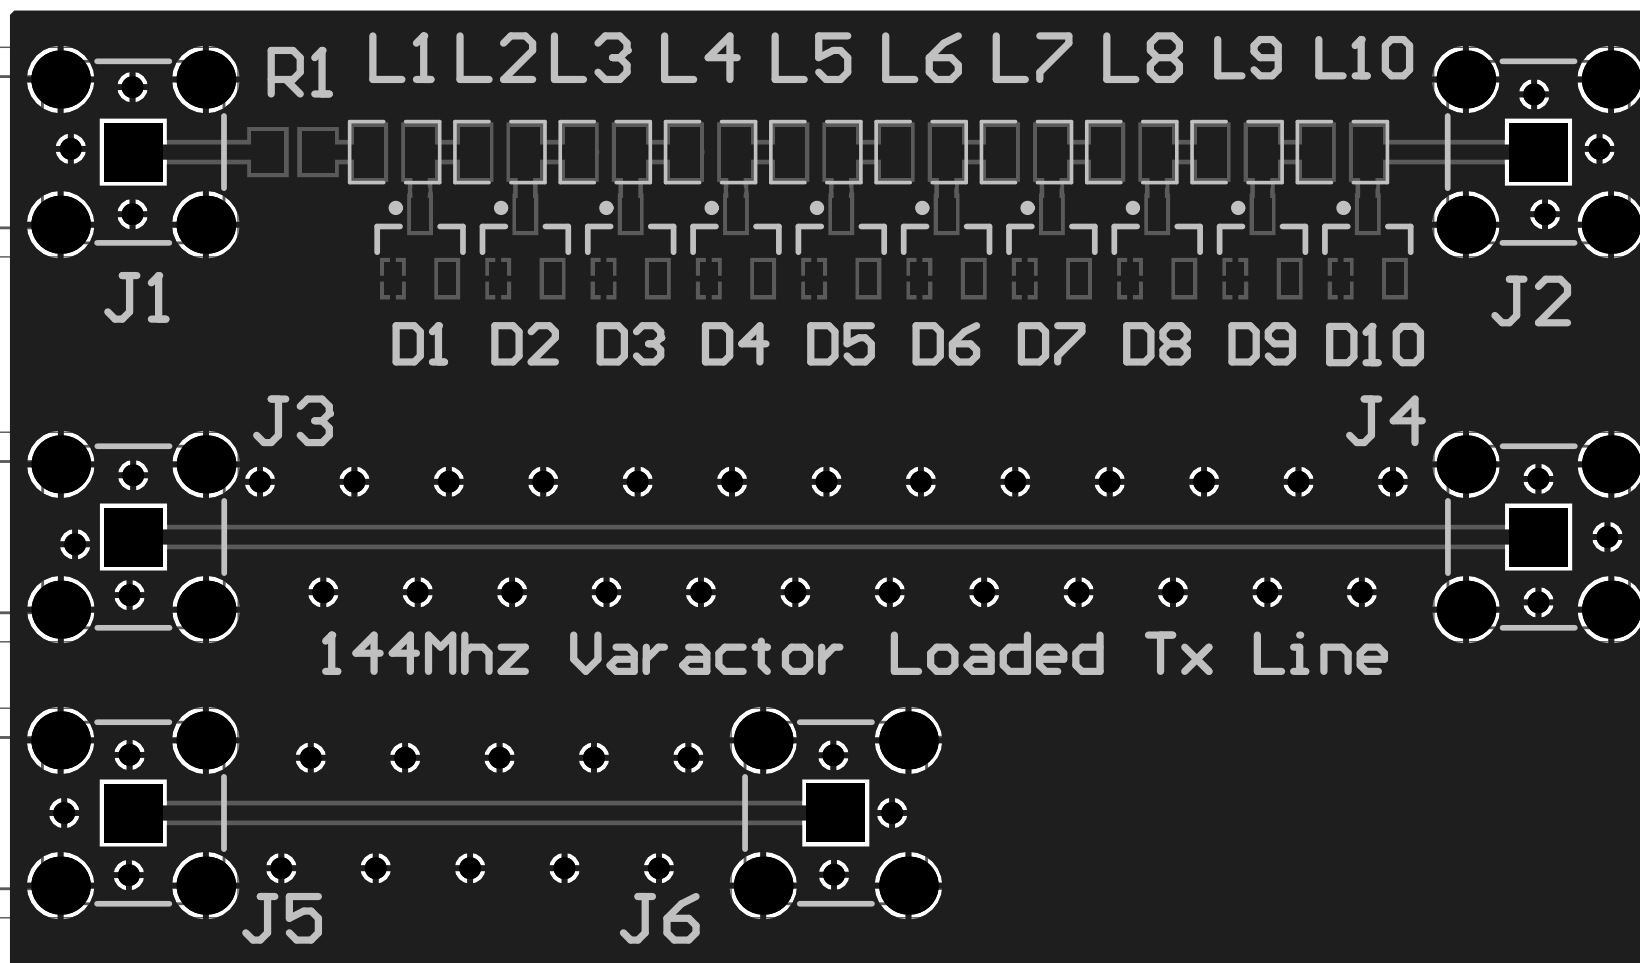 R1 L1 L2 L3 L4 L5 L6 L7 L8 L9 L10
J1 J2
D1 D2 D3 D4 D5 D6 D7 D8 D9 D10
J3 J4
144Mhz Varactor Loaded Tx Line
J5 J6